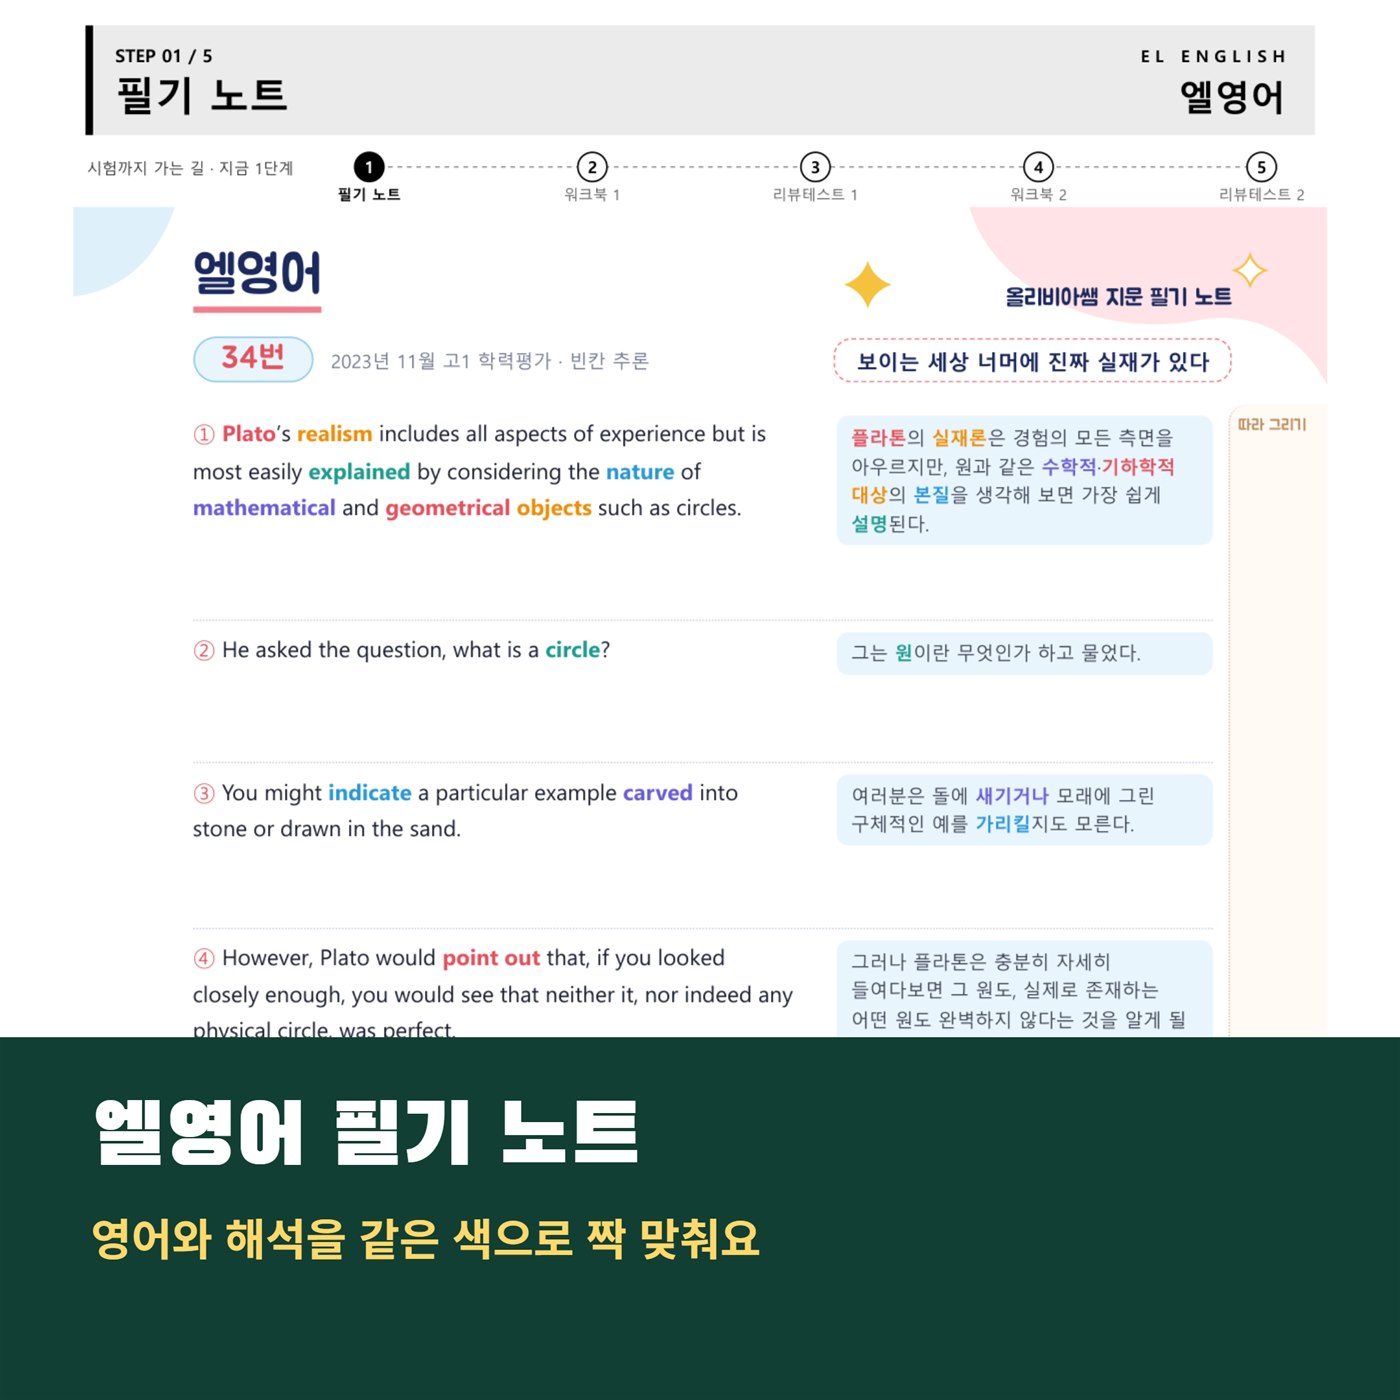 STEP 01 / 5
필기 노트
EL ENGLISH
엘영어
시험까지 가는 길 · 지금 1단계
1
필기 노트
2
워크북 1
3
리뷰테스트 1
4
워크북 2
5
리뷰테스트 2
엘영어
올리비아쌤 지문 필기 노트
34번
2023년 11월 고1 학력평가 · 빈칸 추론
보이는 세상 너머에 진짜 실재가 있다
따라 그리기
① Plato's realism includes all aspects of experience but is
most easily explained by considering the nature of
mathematical and geometrical objects such as circles.
플라톤의 실재론은 경험의 모든 측면을
아우르지만, 원과 같은 수학적·기하학적
대상의 본질을 생각해 보면 가장 쉽게
설명된다.
② He asked the question, what is a circle?
그는 원이란 무엇인가 하고 물었다.
③ You might indicate a particular example carved into
stone or drawn in the sand.
여러분은 돌에 새기거나 모래에 그린
구체적인 예를 가리킬지도 모른다.
④ However, Plato would point out that, if you looked
closely enough, you would see that neither it, nor indeed any
physical circle, was perfect.
그러나 플라톤은 충분히 자세히
들여다보면 그 원도, 실제로 존재하는
어떤 원도 완벽하지 않다는 것을 알게 될
엘영어 필기 노트
영어와 해석을 같은 색으로 짝 맞춰요